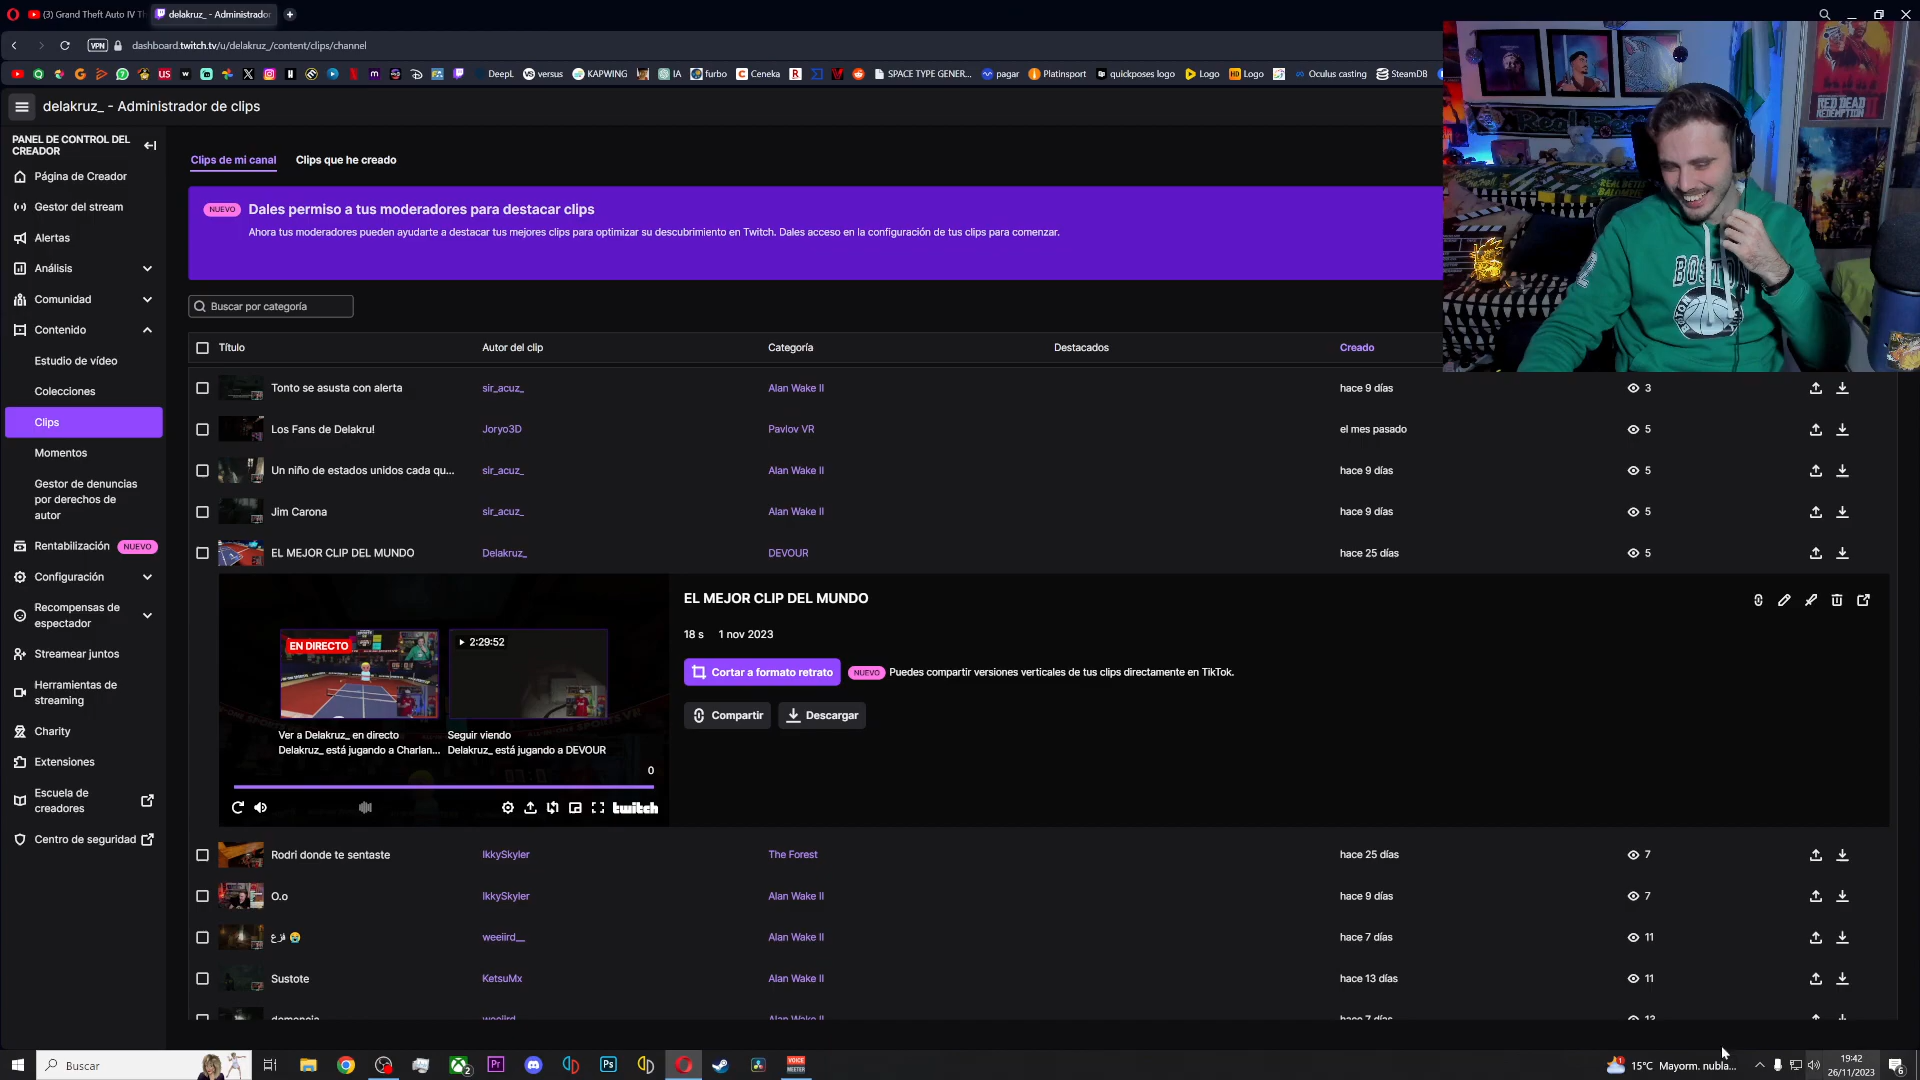 (3) Grand Theft Auto IV T
delakruz_ - Administrador
VPN
dashboard.twitch.tv/u/delakruz_/content/clips/channel
DeepL
versus
KAPWING
IA
furbo
Ceneka
SPACE TYPE GENER...
pagar
Platinsport
quickposes logo
Logo
Logo
Oculus casting
SteamDB
delakruz_ - Administrador de clips
PANEL DE CONTROL DEL
CREADOR
Página de Creador
Gestor del stream
Alertas
Análisis
Comunidad
Contenido
Estudio de vídeo
Colecciones
Clips
Momentos
Gestor de denuncias
por derechos de
autor
Rentabilización NUEVO
Configuración
Recompensas de
espectador
Streamear juntos
Herramientas de
streaming
Charity
Extensiones
Escuela de
creadores
Centro de seguridad
Clips de mi canal
Clips que he creado
NUEVO Dales permiso a tus moderadores para destacar clips
Ahora tus moderadores pueden ayudarte a destacar tus mejores clips para optimizar su descubrimiento en Twitch. Dales acceso en la configuración de tus clips para comenzar.
Buscar por categoría
Título Autor del clip Categoría Destacados Creado
Tonto se asusta con alerta sir_acuz_ Alan Wake II hace 9 días 3
Los Fans de Delakru! Joryo3D Pavlov VR el mes pasado 5
Un niño de estados unidos cada qu... sir_acuz_ Alan Wake II hace 9 días 5
Jim Carona sir_acuz_ Alan Wake II hace 9 días 5
EL MEJOR CLIP DEL MUNDO Delakruz_ DEVOUR hace 25 días 5
EN DIRECTO
2:29:52
Ver a Delakruz_ en directo
Delakruz_ está jugando a Charlan...
Seguir viendo
Delakruz_ está jugando a DEVOUR
0
twitch
EL MEJOR CLIP DEL MUNDO
18 s 1 nov 2023
Cortar a formato retrato NUEVO Puedes compartir versiones verticales de tus clips directamente en TikTok.
Compartir Descargar
Rodri donde te sentaste IkkySkyler The Forest hace 25 días 7
O.o IkkySkyler Alan Wake II hace 9 días 7
فزع 😭 weeiird__ Alan Wake II hace 7 días 11
Sustote KetsuMx Alan Wake II hace 13 días 11
RED DEAD
REDEMPTION
BOSTON
Buscar
15°C Mayorm. nubla...
19:42
26/11/2023